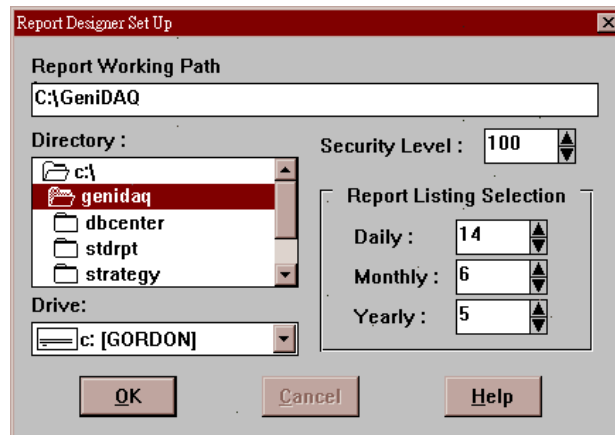 Report Designer Set Up
Report Working Path
C:\GeniDAQ
Directory :
c:\
genidaq
dbcenter
stdrpt
strategy
Drive:
c: [GORDON]
Security Level : 100
Report Listing Selection
Daily : 14
Monthly : 6
Yearly : 5
OK
Cancel
Help